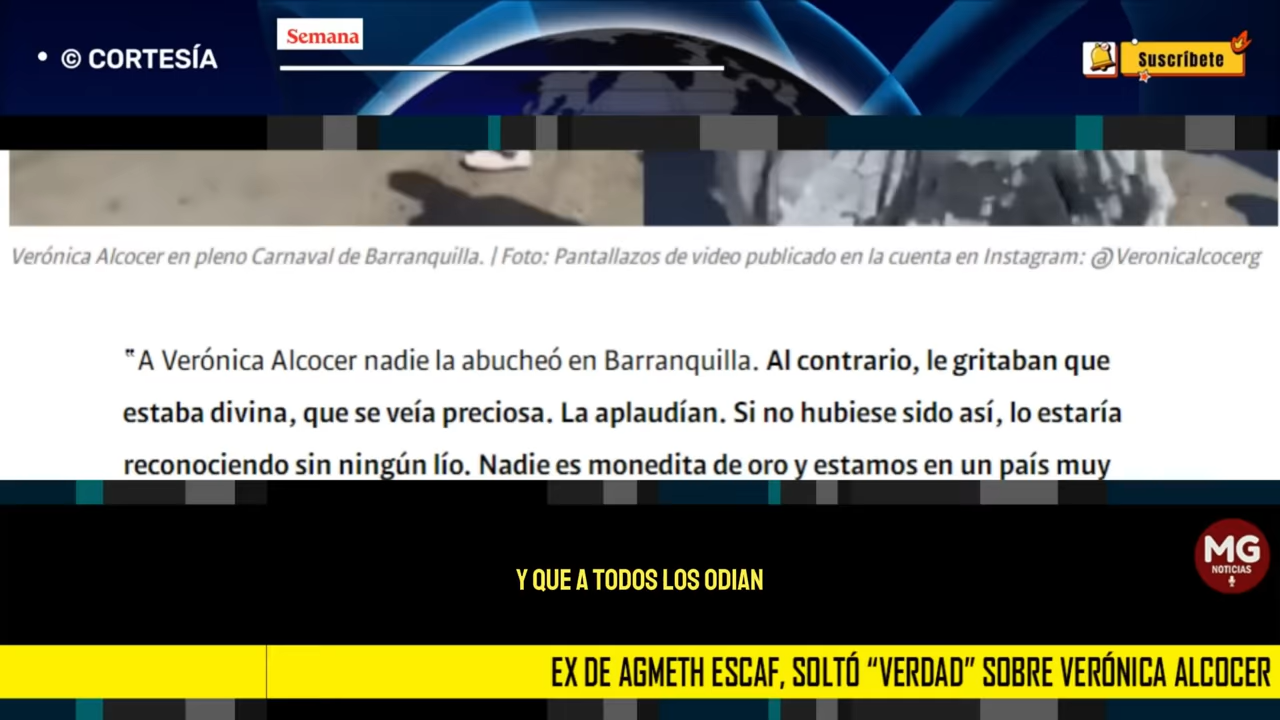 • © CORTESÍA
Semana
Suscríbete
Verónica Alcocer en pleno Carnaval de Barranquilla. | Foto: Pantallazos de video publicado en la cuenta en Instagram: @Veronicalcocerg
"A Verónica Alcocer nadie la abucheó en Barranquilla. Al contrario, le gritaban que
estaba divina, que se veía preciosa. La aplaudían. Si no hubiese sido así, lo estaría
reconociendo sin ningún lío. Nadie es monedita de oro y estamos en un país muy
Y QUE A TODOS LOS ODIAN
MG
NOTICIAS
EX DE AGMETH ESCAF, SOLTÓ “VERDAD” SOBRE VERÓNICA ALCOCER